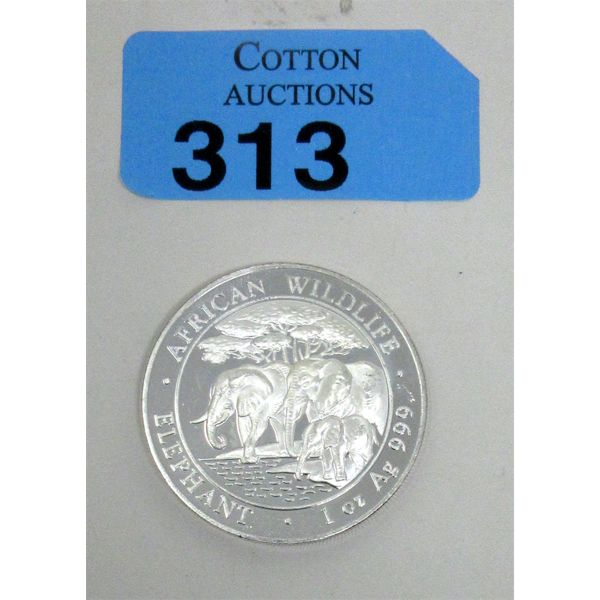 COTTON
AUCTIONS
313
AFRICAN WILDLIFE
ELEPHANT · 1 oz Ag 999